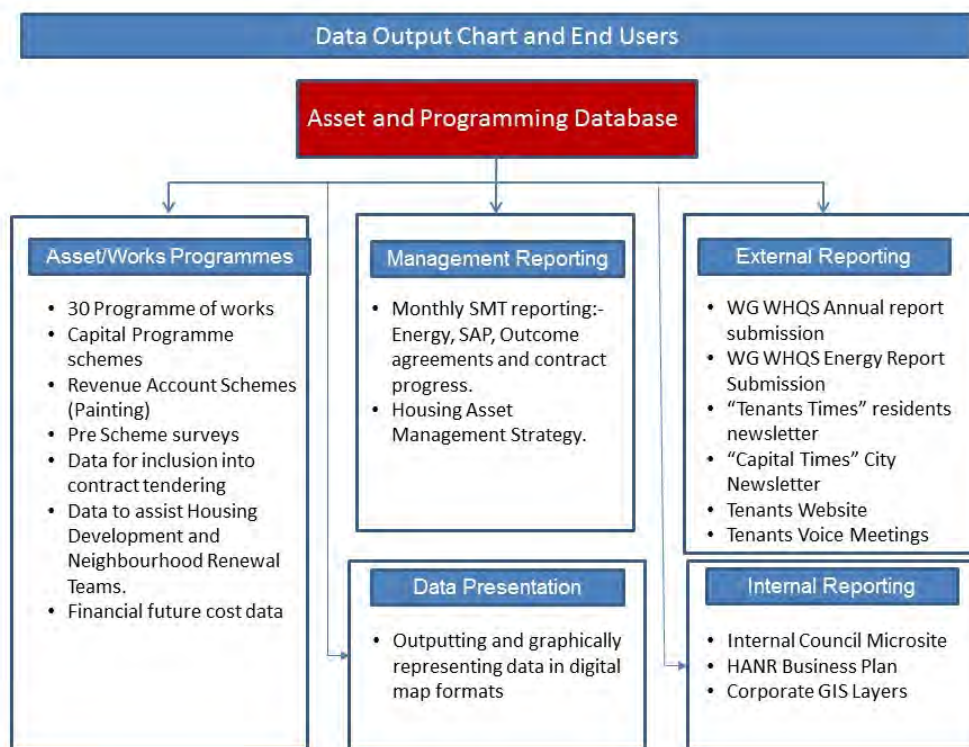 Data Output Chart and End Users
Asset and Programming Database
Asset/Works Programmes
• 30 Programme of works
• Capital Programme
schemes
• Revenue Account Schemes
(Painting)
• Pre Scheme surveys
• Data for inclusion into
contract tendering
• Data to assist Housing
Development and
Neighbourhood Renewal
Teams.
• Financial future cost data
Management Reporting
• Monthly SMT reporting:-
Energy, SAP, Outcome
agreements and contract
progress.
• Housing Asset
Management Strategy.
External Reporting
• WG WHQS Annual report
submission
• WG WHQS Energy Report
Submission
• “Tenants Times” residents
newsletter
• “Capital Times” City
Newsletter
• Tenants Website
• Tenants Voice Meetings
Data Presentation
• Outputting and graphically
representing data in digital
map formats
Internal Reporting
• Internal Council Microsite
• HANR Business Plan
• Corporate GIS Layers